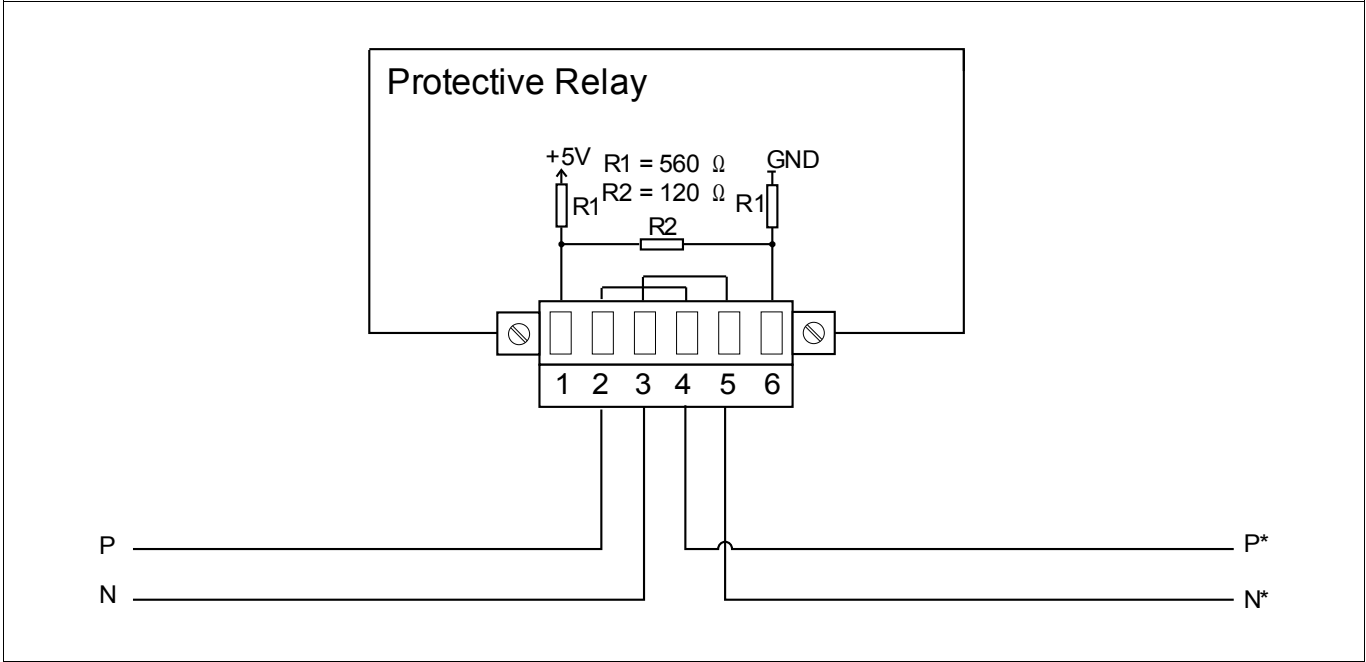 Protective Relay
+5V R1 = 560 Ω GND
R2 = 120 Ω
R1 R1
R2
1 2 3 4 5 6
P P*
N N*